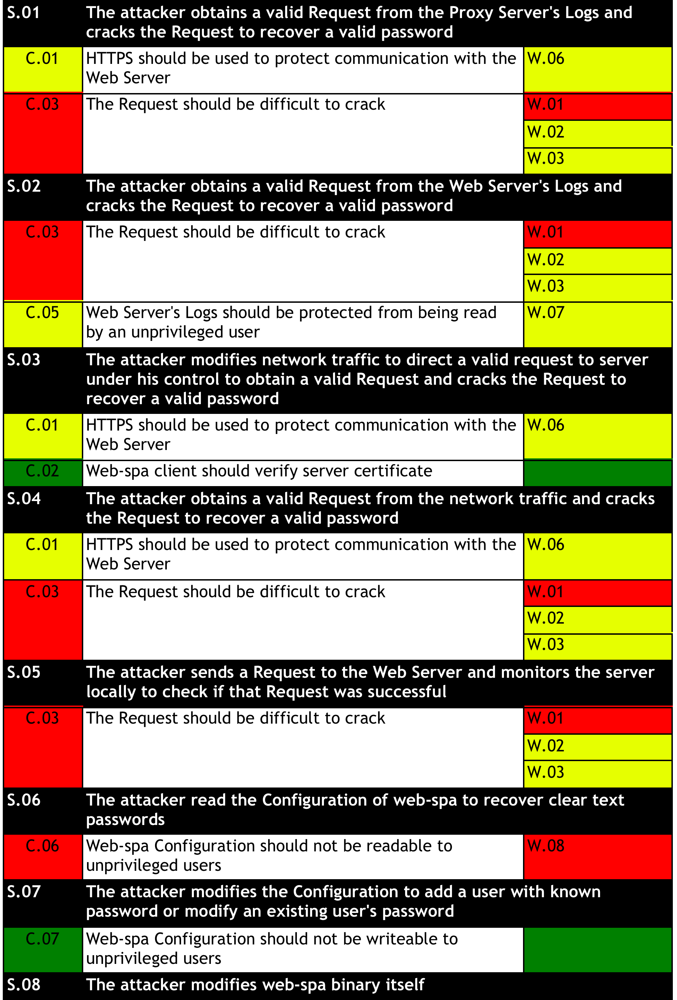 S.01 The attacker obtains a valid Request from the Proxy Server's Logs and
cracks the Request to recover a valid password
C.01 HTTPS should be used to protect communication with the W.06
Web Server
C.03 The Request should be difficult to crack W.01
W.02
W.03
S.02 The attacker obtains a valid Request from the Web Server's Logs and
cracks the Request to recover a valid password
C.03 The Request should be difficult to crack W.01
W.02
W.03
C.05 Web Server's Logs should be protected from being read W.07
by an unprivileged user
S.03 The attacker modifies network traffic to direct a valid request to server
under his control to obtain a valid Request and cracks the Request to
recover a valid password
C.01 HTTPS should be used to protect communication with the W.06
Web Server
C.02 Web-spa client should verify server certificate
S.04 The attacker obtains a valid Request from the network traffic and cracks
the Request to recover a valid password
C.01 HTTPS should be used to protect communication with the W.06
Web Server
C.03 The Request should be difficult to crack W.01
W.02
W.03
S.05 The attacker sends a Request to the Web Server and monitors the server
locally to check if that Request was successful
C.03 The Request should be difficult to crack W.01
W.02
W.03
S.06 The attacker read the Configuration of web-spa to recover clear text
passwords
C.06 Web-spa Configuration should not be readable to W.08
unprivileged users
S.07 The attacker modifies the Configuration to add a user with known
password or modify an existing user's password
C.07 Web-spa Configuration should not be writeable to
unprivileged users
S.08 The attacker modifies web-spa binary itself